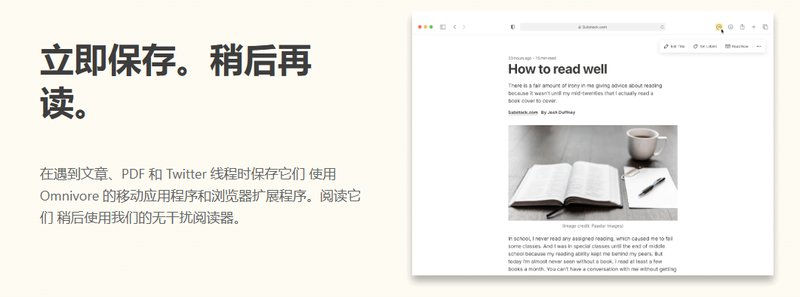 立即保存。稍后再
读。
在遇到文章、PDF 和 Twitter 线程时保存它们 使用
Omnivore 的移动应用程序和浏览器扩展程序。阅读它
们 稍后使用我们的无干扰阅读器。
Substack.com
Edit Title
Set Labels
Read Now
How to read well
There is a fair amount of irony in me giving advice about reading
because it wasn't until my mid-twenties that I actually read a
book cover to cover.
Substack.com By Josh Duffney
(Image credit: Pawtar Images)
In school, I never read any assigned reading, which caused me to fail
some classes. And I was in special classes until the end of middle
school because my reading ability kept me behind my peers. But
today I'm almost never seen without a book. I read at least a few
books a month. You can't have a conversation with me without getting